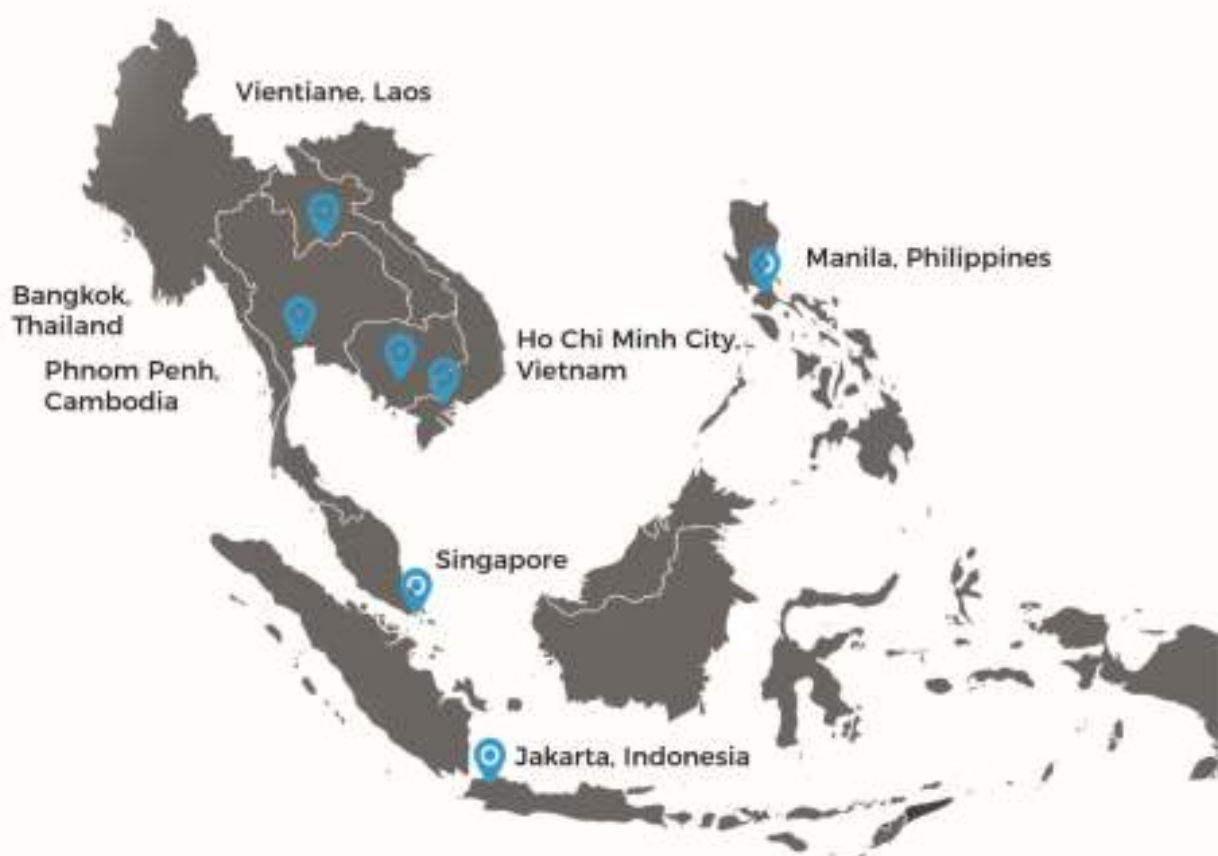 Vientiane, Laos
Manila, Philippines
Bangkok,
Thailand
Ho Chi Minh City,
Vietnam
Phnom Penh,
Cambodia
Singapore
Jakarta, Indonesia